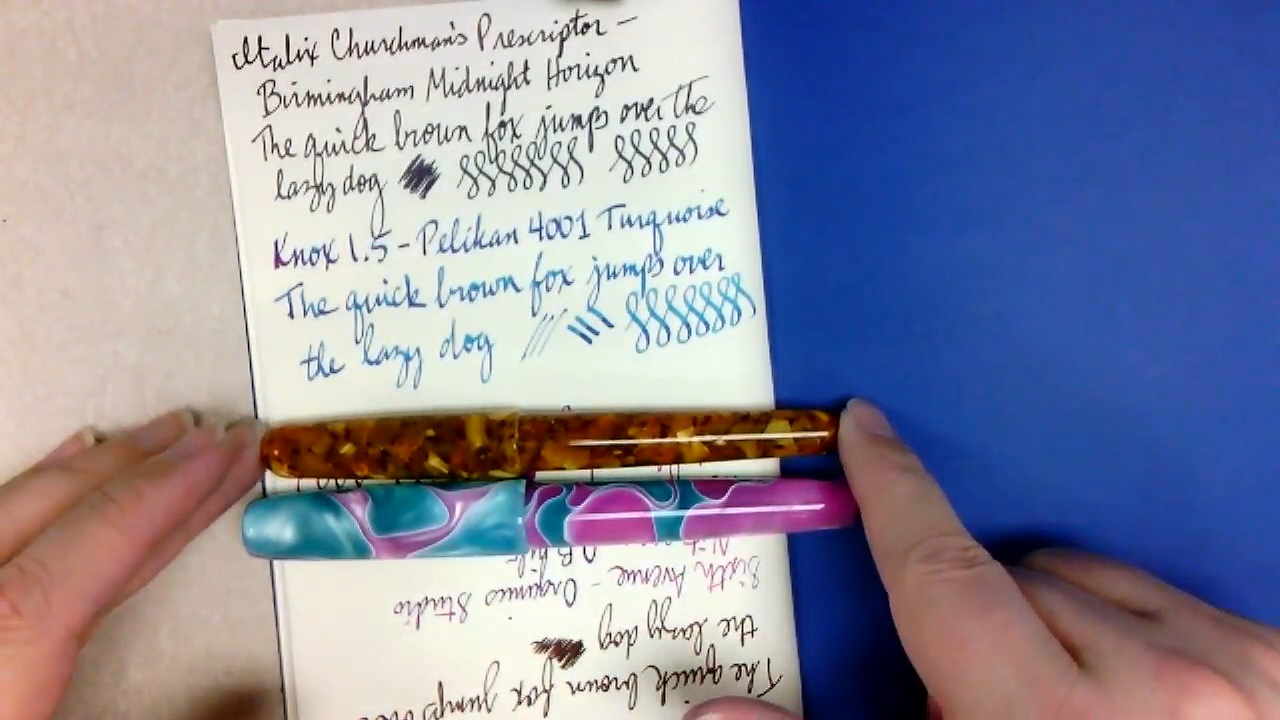 Italix Churchman's Prescriptor –
Birmingham Midnight Horizon
The quick brown fox jumps over the
lazy dog
Knox 1.5 – Pelikan 4001 Turquoise
The quick brown fox jumps over
the lazy dog
The quick brown fox jumps
the lazy dog
Avenue – Organics Studio